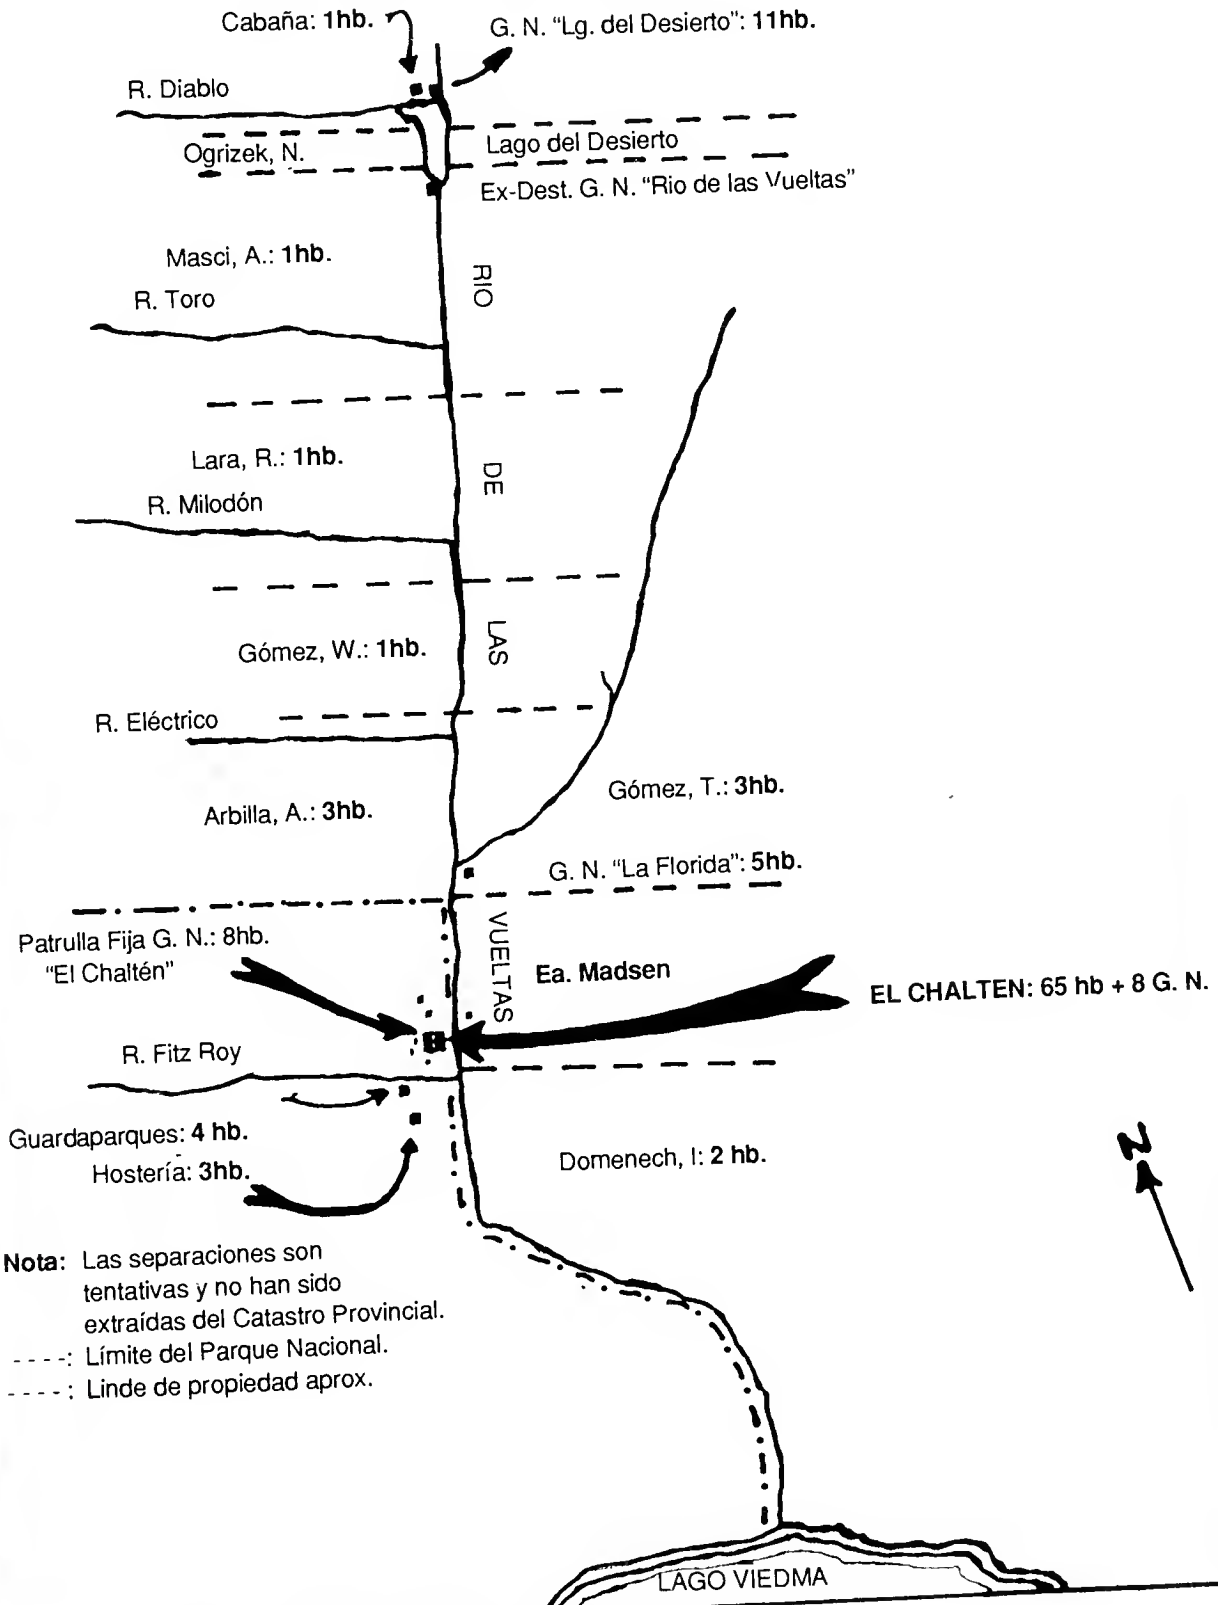 Cabaña: 1hb.
G. N. “Lg. del Desierto”: 11hb.
R. Diablo
Ogrizek, N.
Lago del Desierto
Ex-Dest. G. N. “Rio de las Vueltas”
Masci, A.: 1hb.
RIO
R. Toro
Lara, R.: 1hb.
DE
R. Milodón
LAS
Gómez, W.: 1hb.
R. Eléctrico
Gómez, T.: 3hb.
Arbilla, A.: 3hb.
G. N. “La Florida”: 5hb.
VUELTAS
Patrulla Fija G. N.: 8hb.
“El Chaltén”
Ea. Madsen
EL CHALTEN: 65 hb + 8 G. N.
R. Fitz Roy
Guardaparques: 4 hb.
Hostería: 3hb.
Domenech, I: 2 hb.
N
Nota: Las separaciones son
tentativas y no han sido
extraídas del Catastro Provincial.
- - - -: Límite del Parque Nacional.
- - - - : Linde de propiedad aprox.
LAGO VIEDMA